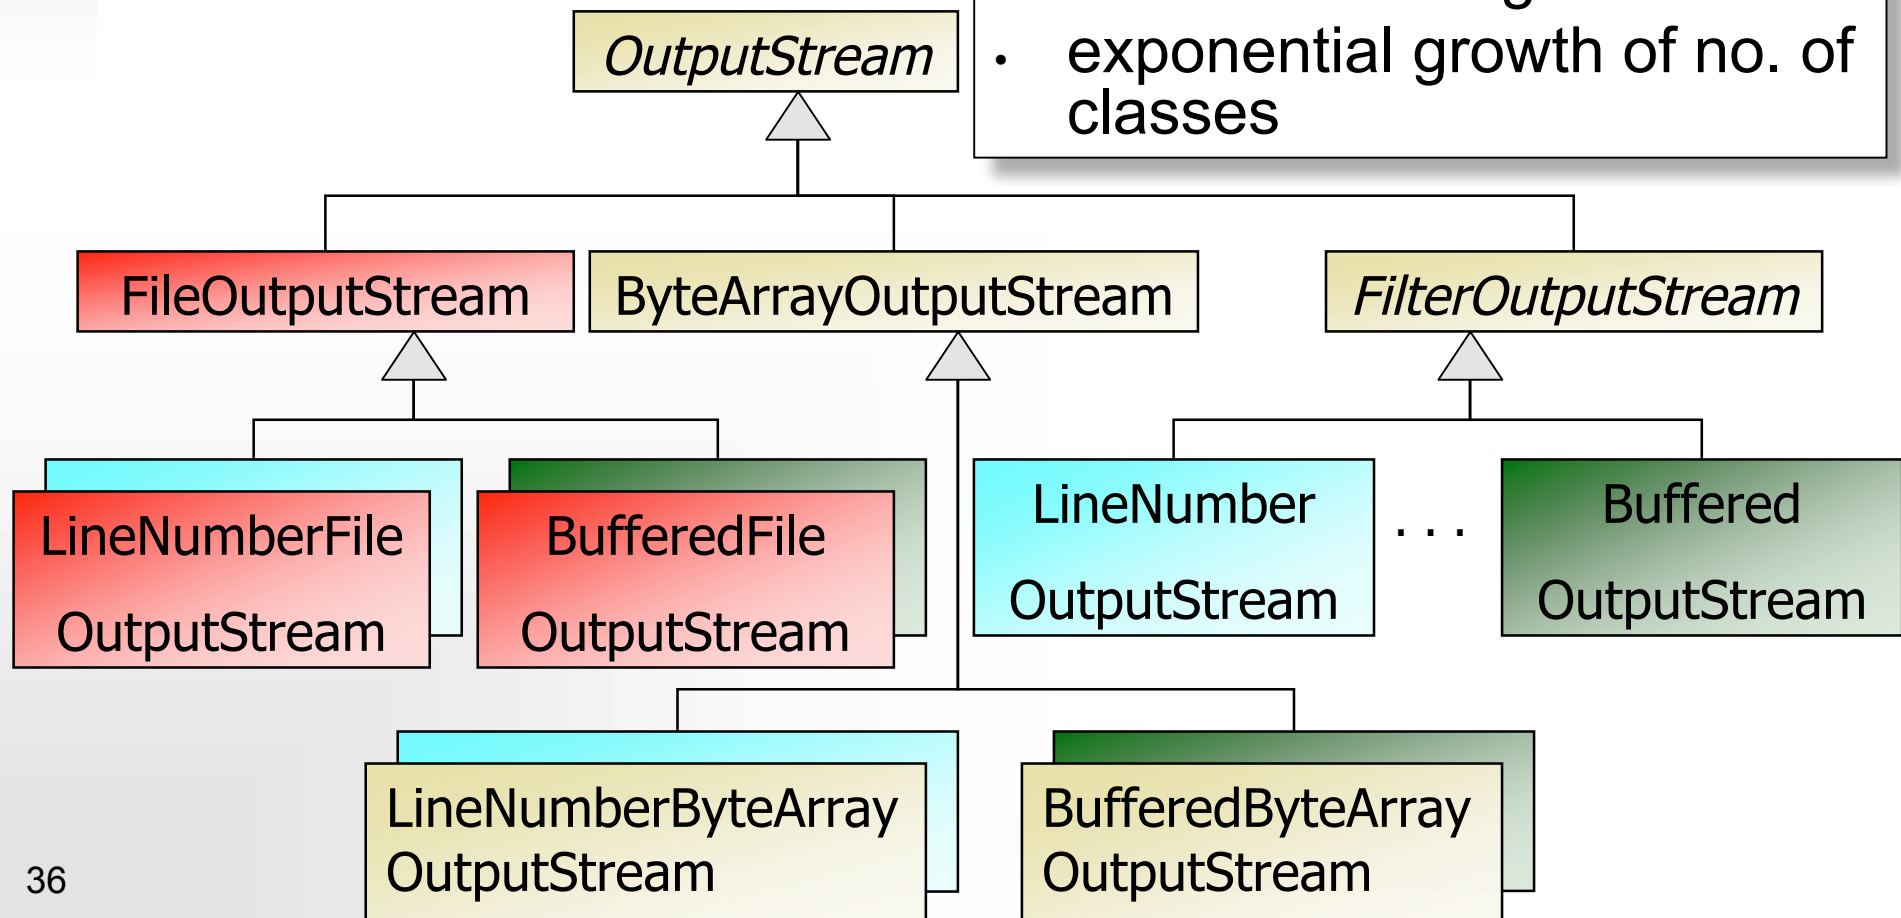 OutputStream
• exponential growth of no. of
classes
FileOutputStream
ByteArrayOutputStream
FilterOutputStream
LineNumberFile
OutputStream
BufferedFile
OutputStream
LineNumber
OutputStream
. . .
Buffered
OutputStream
LineNumberByteArray
OutputStream
BufferedByteArray
OutputStream
36